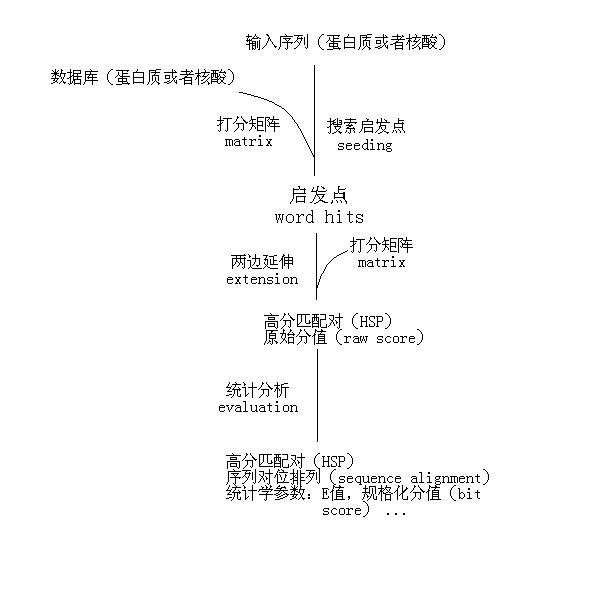 输入序列（蛋白质或者核酸）
数据库（蛋白质或者核酸）
打分矩阵
matrix
搜索启发点
seeding
启发点
word hits
两边延伸
extension
打分矩阵
matrix
高分匹配对（HSP）
原始分值（raw score）
统计分析
evaluation
高分匹配对（HSP）
序列对位排列（sequence alignment）
统计学参数：E值，规格化分值（bit
score） ...